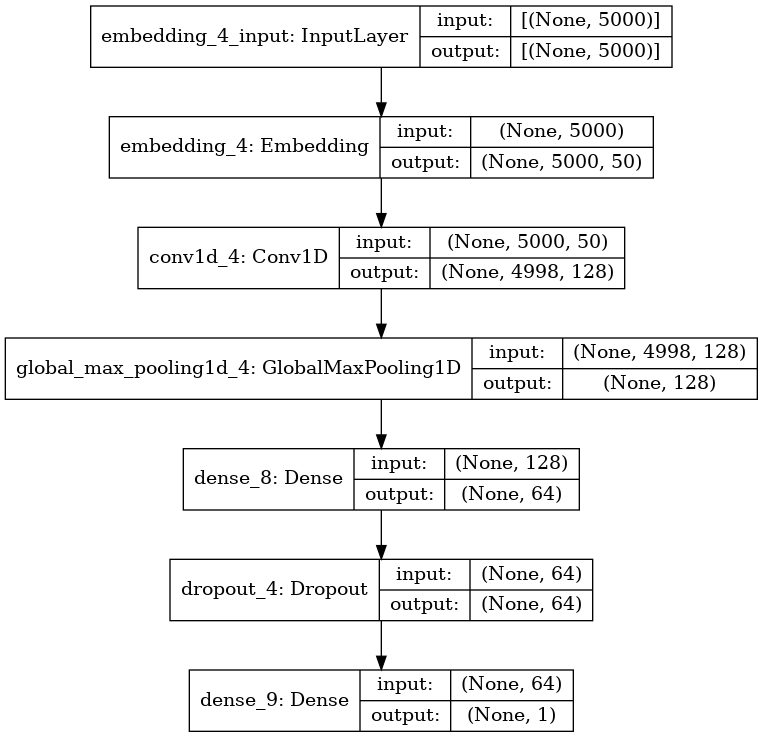 embedding_4_input: InputLayer
input: [(None, 5000)]
output: [(None, 5000)]
embedding_4: Embedding
input: (None, 5000)
output: (None, 5000, 50)
conv1d_4: Conv1D
input: (None, 5000, 50)
output: (None, 4998, 128)
global_max_pooling1d_4: GlobalMaxPooling1D
input: (None, 4998, 128)
output: (None, 128)
dense_8: Dense
input: (None, 128)
output: (None, 64)
dropout_4: Dropout
input: (None, 64)
output: (None, 64)
dense_9: Dense
input: (None, 64)
output: (None, 1)